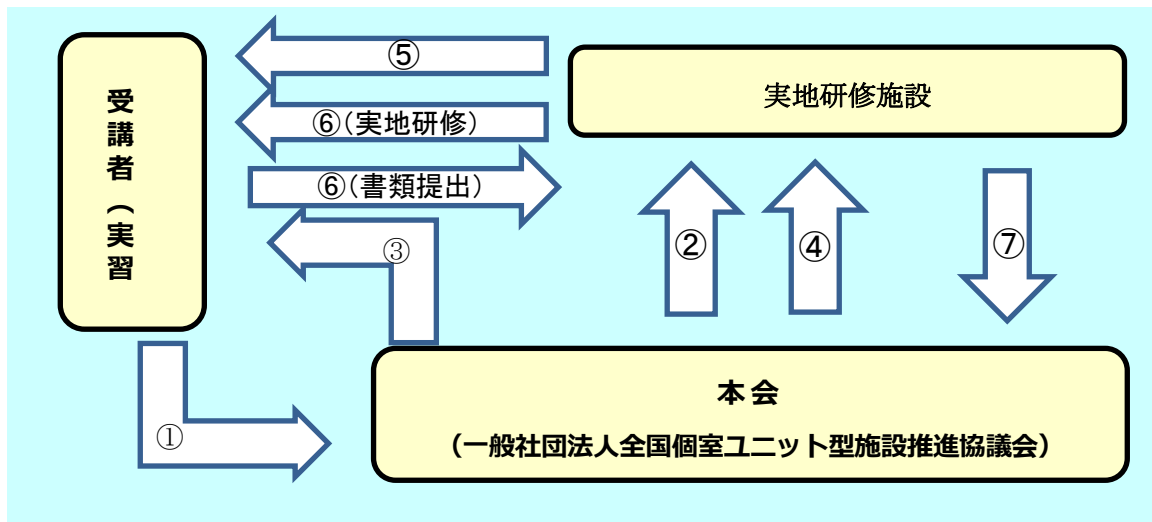 ⑤
実地研修施設
⑥(実地研修)
⑥(書類提出)
受講者（実習
③
②
④
⑦
①
本会
（一般社団法人全国個室ユニット型施設推進協議会）